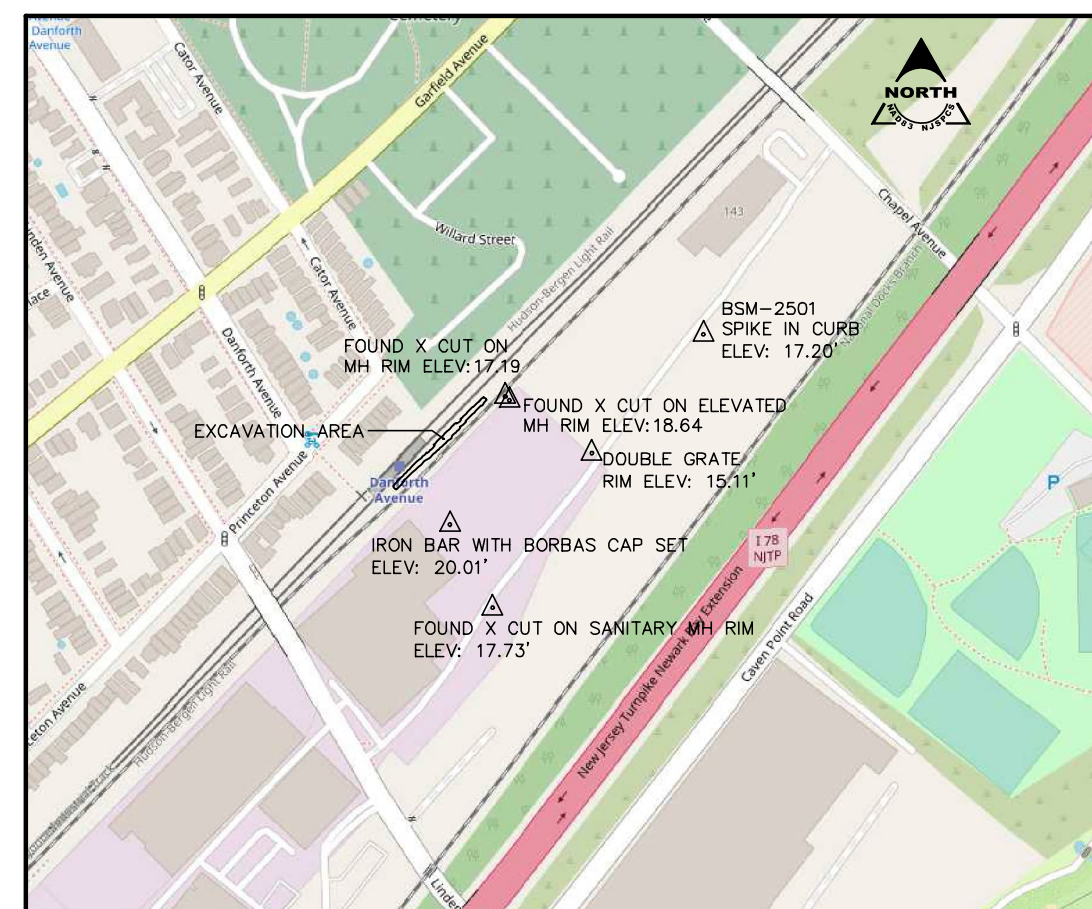 Danforth
Avenue
Cemetery
Cator Avenue
Garfield Avenue
NORTH
NAD83 NJSPCS
143
Chapel Avenue
Willard Street
Hudson-Bergen Light Rail
Cator Avenue
Danforth Avenue
BSM-2501
SPIKE IN CURB
ELEV: 17.20'
FOUND X CUT ON
MH RIM ELEV:17.19
FOUND X CUT ON ELEVATED
MH RIM ELEV:18.64
EXCAVATION AREA
DOUBLE GRATE
RIM ELEV: 15.11'
Danforth
Avenue
Princeton Avenue
P
IRON BAR WITH BORBAS CAP SET
ELEV: 20.01'
I 78
NJTP
FOUND X CUT ON SANITARY MH RIM
ELEV: 17.73'
New Jersey Turnpike Newark Bay Extension
Caven Point Road
Hudson-Bergen Light Rail
ceton Avenue
Linde